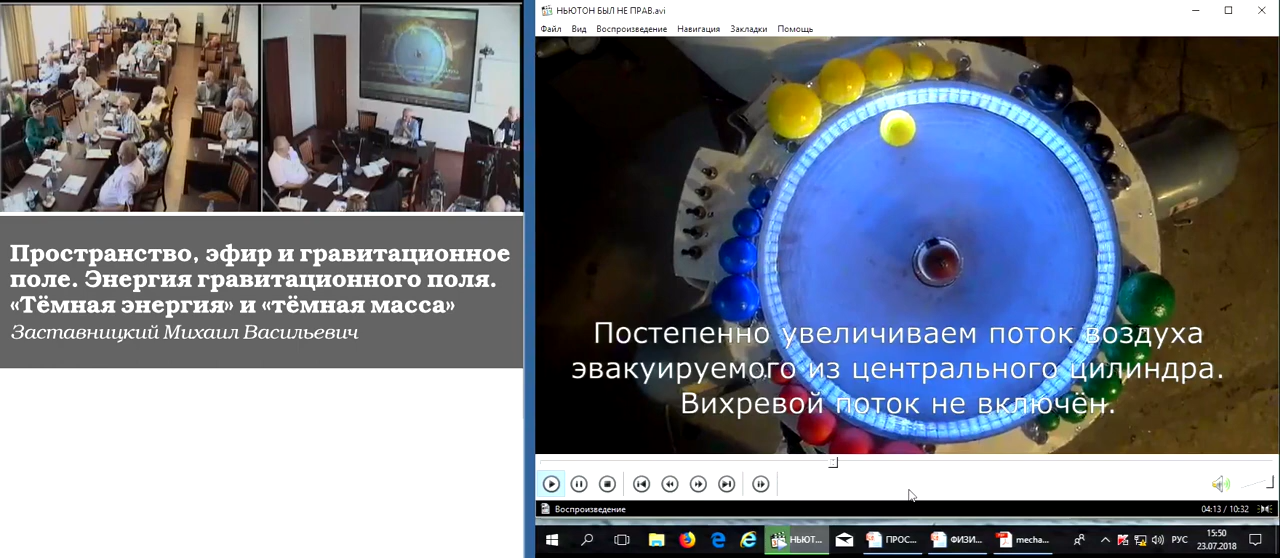 Пространство, эфир и гравитационное
поле. Энергия гравитационного поля.
«Тёмная энергия» и «тёмная масса»
Заставницкий Михаил Васильевич
НЬЮТОН БЫЛ НЕ ПРАВ.avi
Файл Вид Воспроизведение Навигация Закладки Помощь
Постепенно увеличиваем поток воздуха
эвакуируемого из центрального цилиндра.
Вихревой поток не включён.
Воспроизведение
04:13 / 10:32
НЬЮТ...
ПРОС...
ФИЗИ...
mecha...
РУС
15:50
23.07.2018